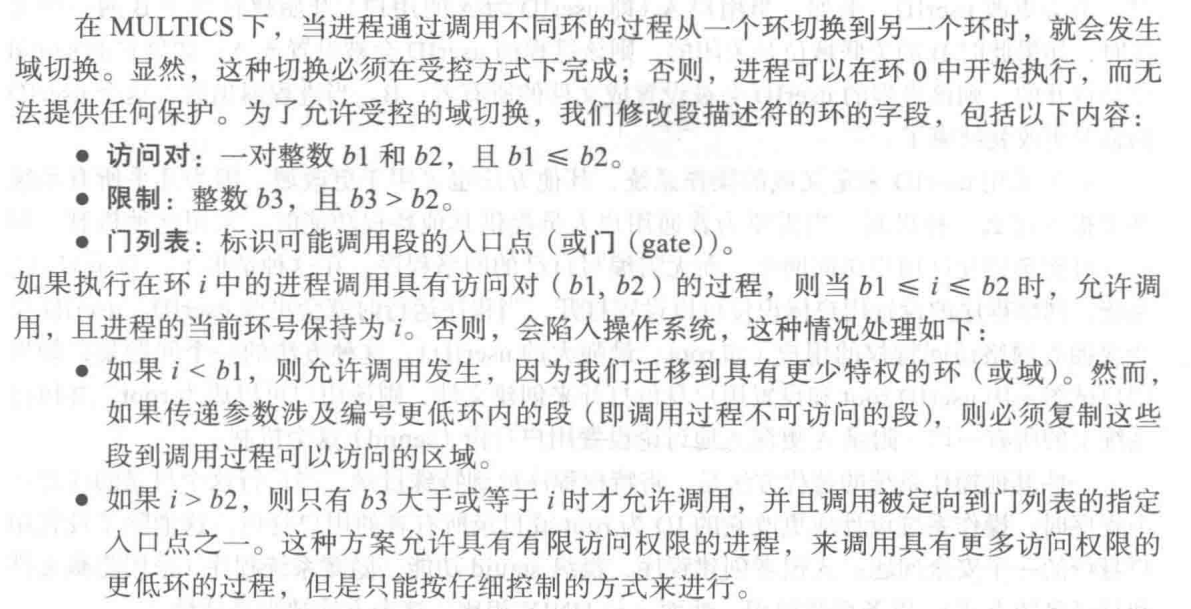 在 MULTICS 下，当进程通过调用不同环的过程从一个环切换到另一个环时，就会发生
域切换。显然，这种切换必须在受控方式下完成；否则，进程可以在环 0 中开始执行，而无
法提供任何保护。为了允许受控的域切换，我们修改段描述符的环的字段，包括以下内容：
● 访问对：一对整数 b1 和 b2，且 b1 ≤ b2。
● 限制：整数 b3，且 b3 > b2。
● 门列表：标识可能调用段的入口点（或门（gate））。
如果执行在环 i 中的进程调用具有访问对（b1, b2）的过程，则当 b1 ≤ i ≤ b2 时，允许调
用，且进程的当前环号保持为 i。否则，会陷入操作系统，这种情况处理如下：
● 如果 i < b1，则允许调用发生，因为我们迁移到具有更少特权的环（或域）。然而，
如果传递参数涉及编号更低环内的段（即调用过程不可访问的段），则必须复制这些
段到调用过程可以访问的区域。
● 如果 i > b2，则只有 b3 大于或等于 i 时才允许调用，并且调用被定向到门列表的指定
入口点之一。这种方案允许具有有限访问权限的进程，来调用具有更多访问权限的
更低环的过程，但是只能按仔细控制的方式来进行。